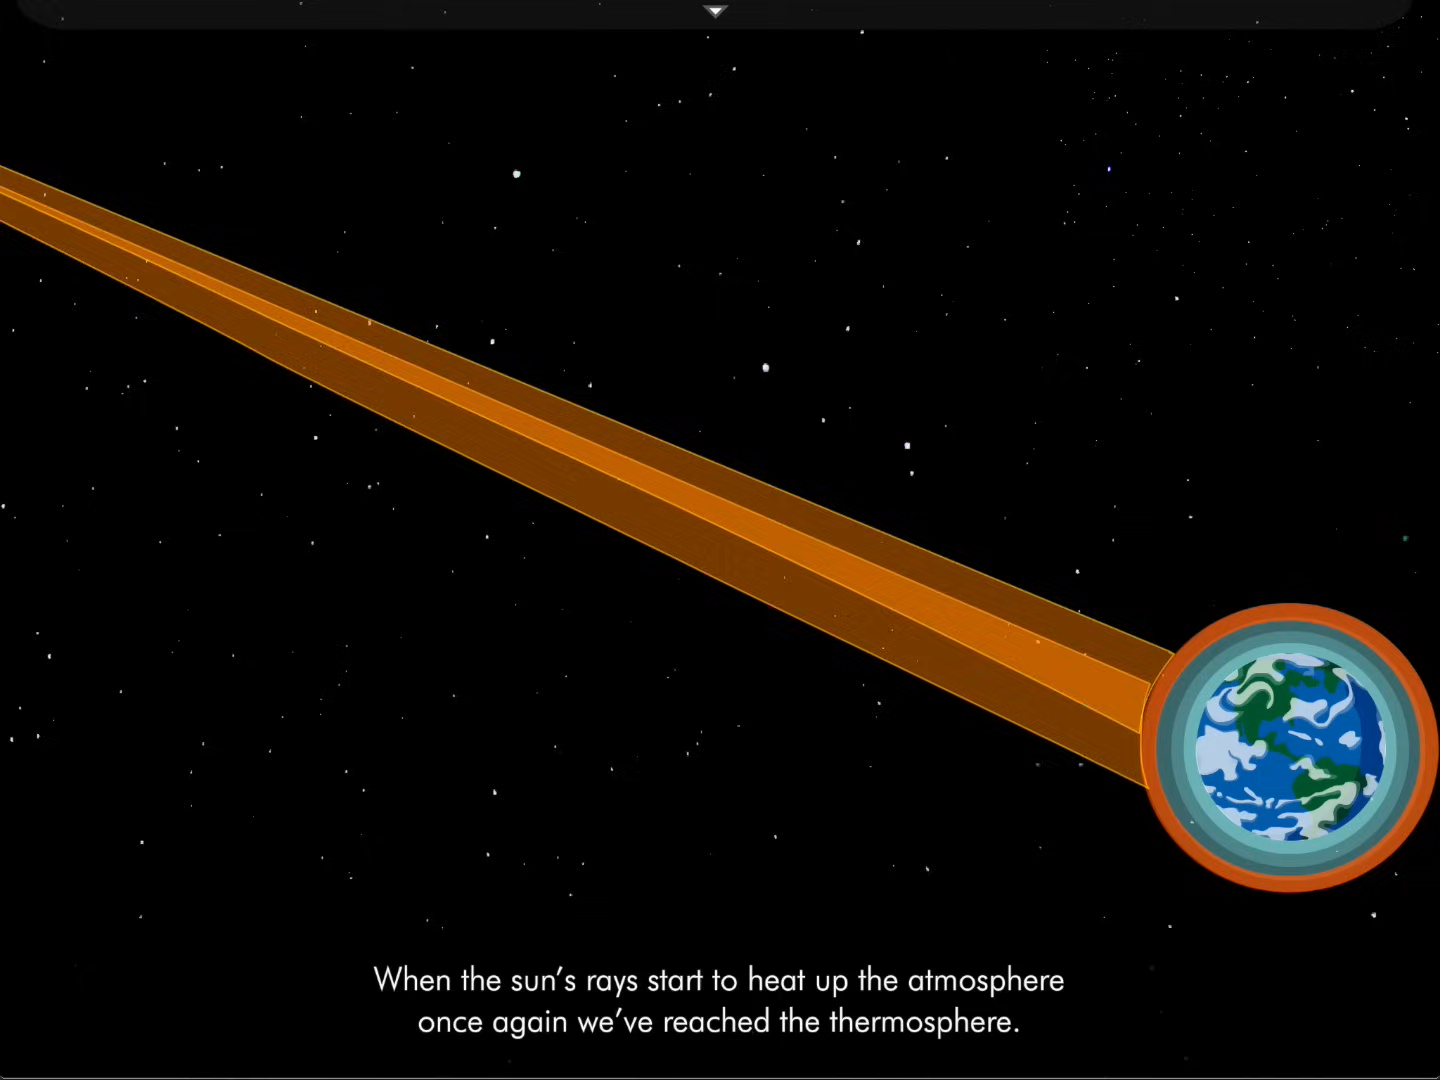 When the sun’s rays start to heat up the atmosphere
once again we’ve reached the thermosphere.